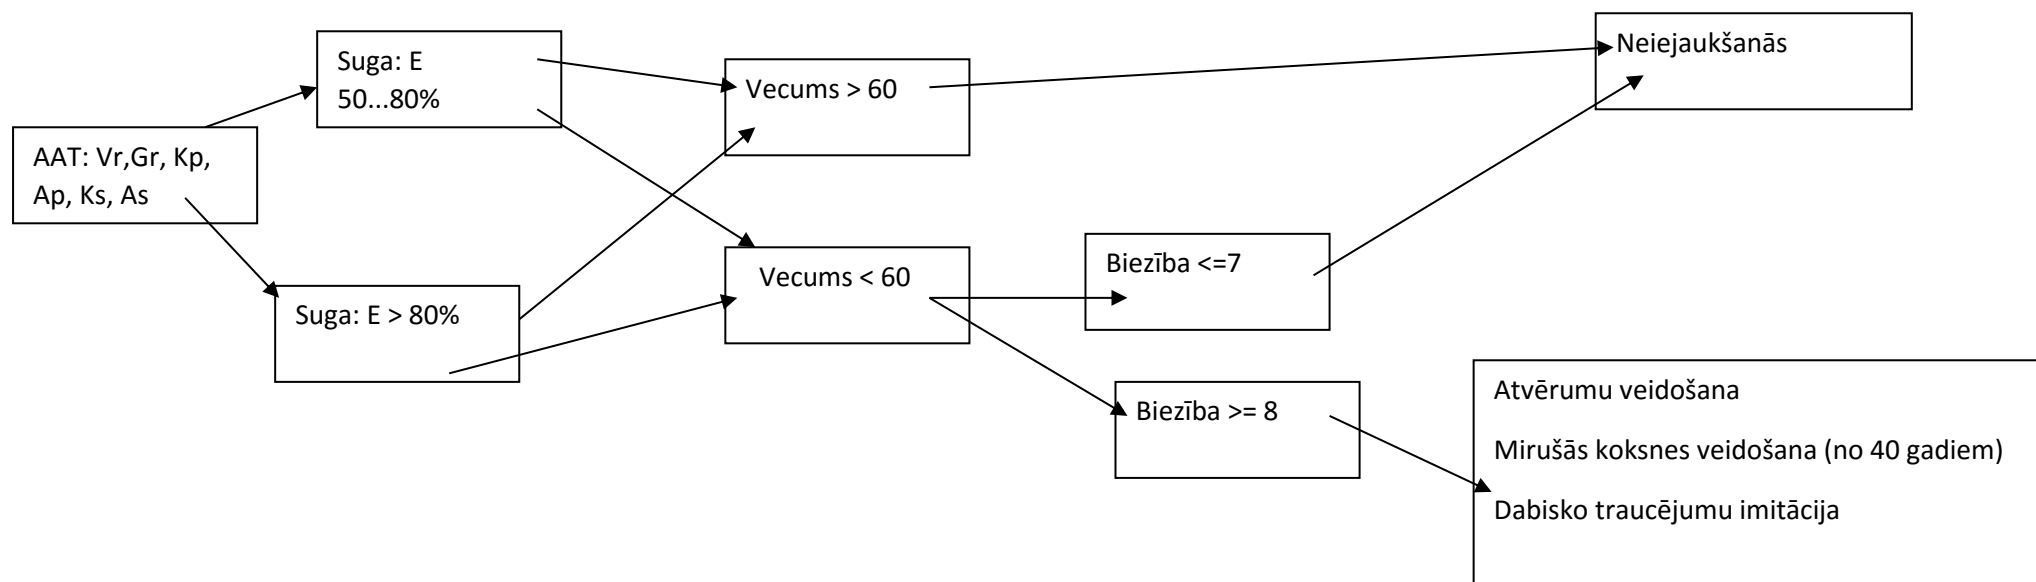 AAT: Vr,Gr, Kp,
Ap, Ks, As
Suga: E
50...80%
Suga: E > 80%
Vecums > 60
Vecums < 60
Biezība <=7
Biezība >= 8
Neiejaukšanās
Atvērumu veidošana
Mirušās koksnes veidošana (no 40 gadiem)
Dabisko traucējumu imitācija